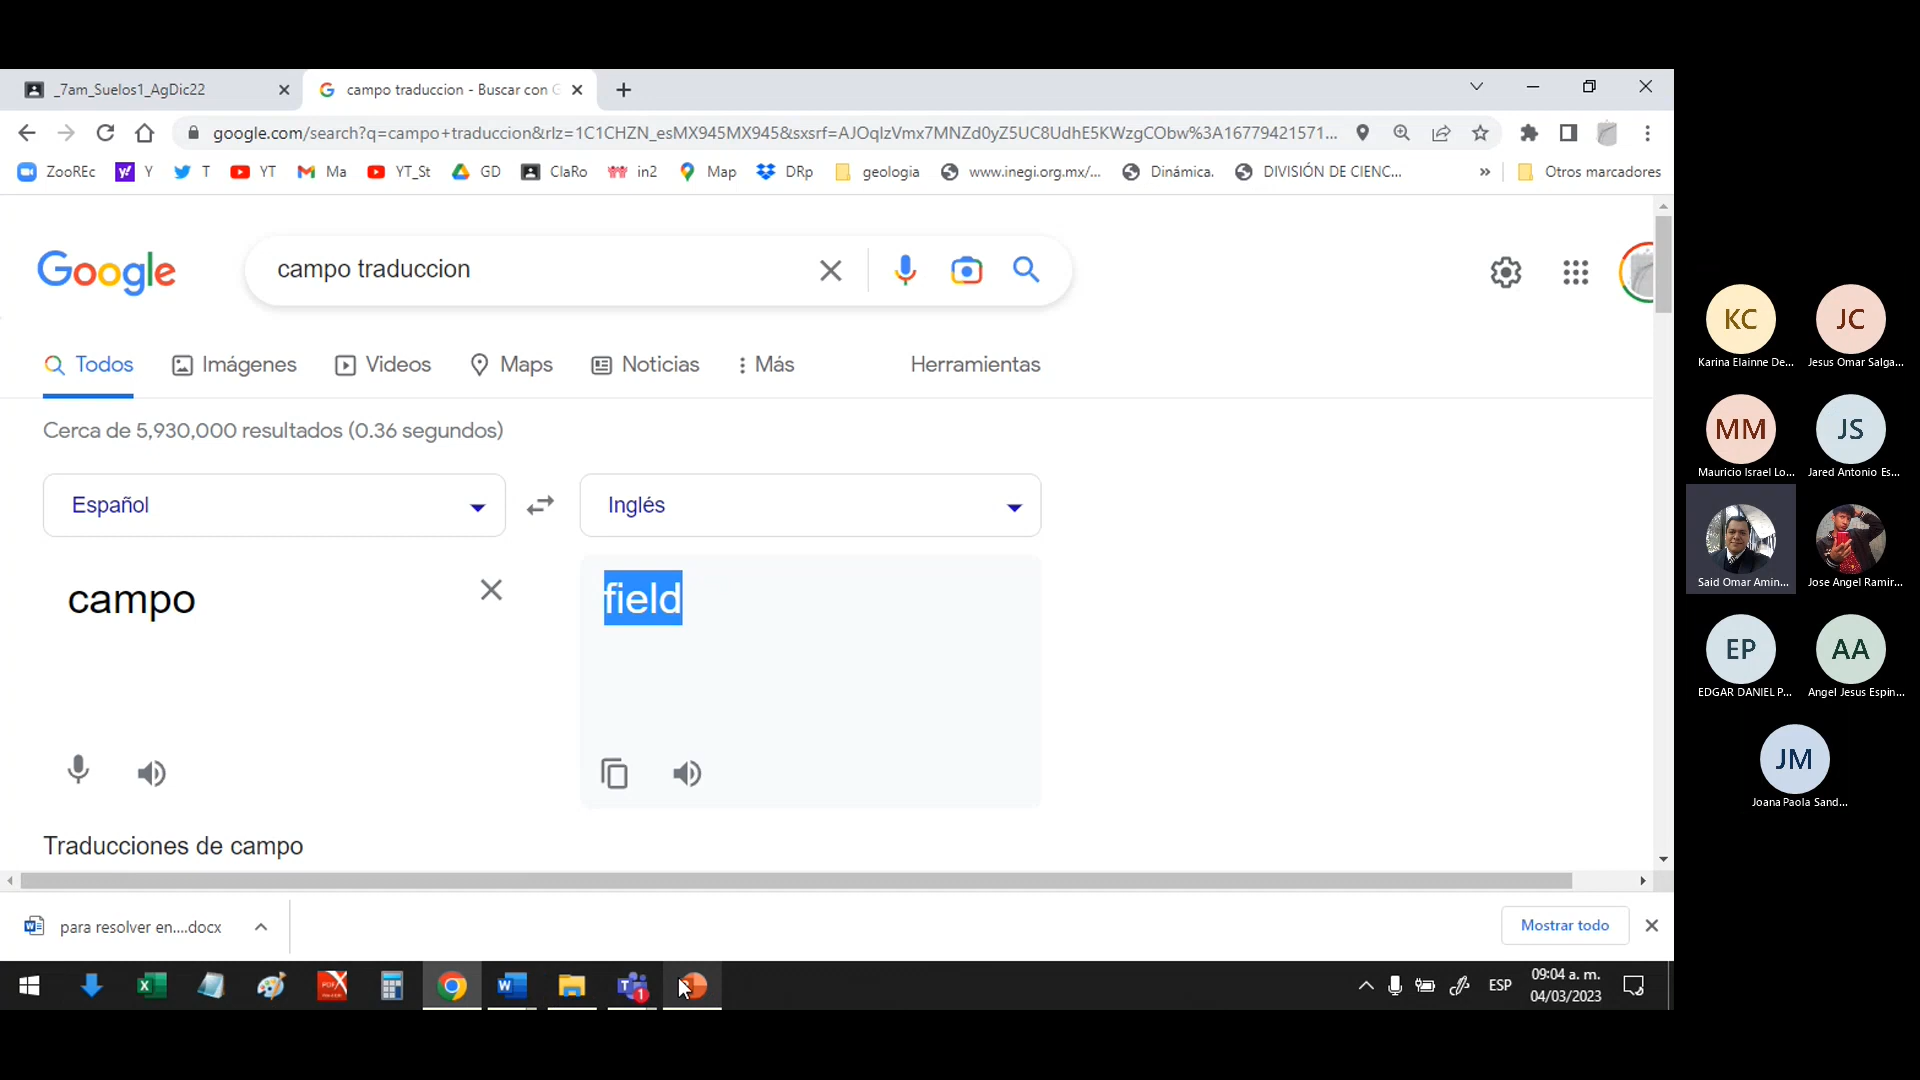 _7am_Suelos1_AgDic22
campo traduccion - Buscar con G
google.com/search?q=campo+traduccion&rlz=1C1CHZN_esMX945MX945&sxsrf=AJOqlzVmx7MNZd0yZ5UC8UdhE5KWzgCObw%3A16779421571...
ZooREc Y T YT Ma YT_St GD ClaRo in2 Map DRp geologia www.inegi.org.mx/... Dinámica. DIVISIÓN DE CIENC... » Otros marcadores
Google
campo traduccion
Todos Imágenes Videos Maps Noticias Más Herramientas
Cerca de 5,930,000 resultados (0.36 segundos)
Español Inglés
campo field
Traducciones de campo
para resolver en....docx
Mostrar todo
ESP
09:04 a. m.
04/03/2023
KC JC
Karina Elainne De... Jesus Omar Salga...
MM JS
Mauricio Israel Lo... Jared Antonio Es...
Said Omar Amin... Jose Angel Ramir...
EP AA
EDGAR DANIEL P... Angel Jesus Espin...
JM
Joana Paola Sand...